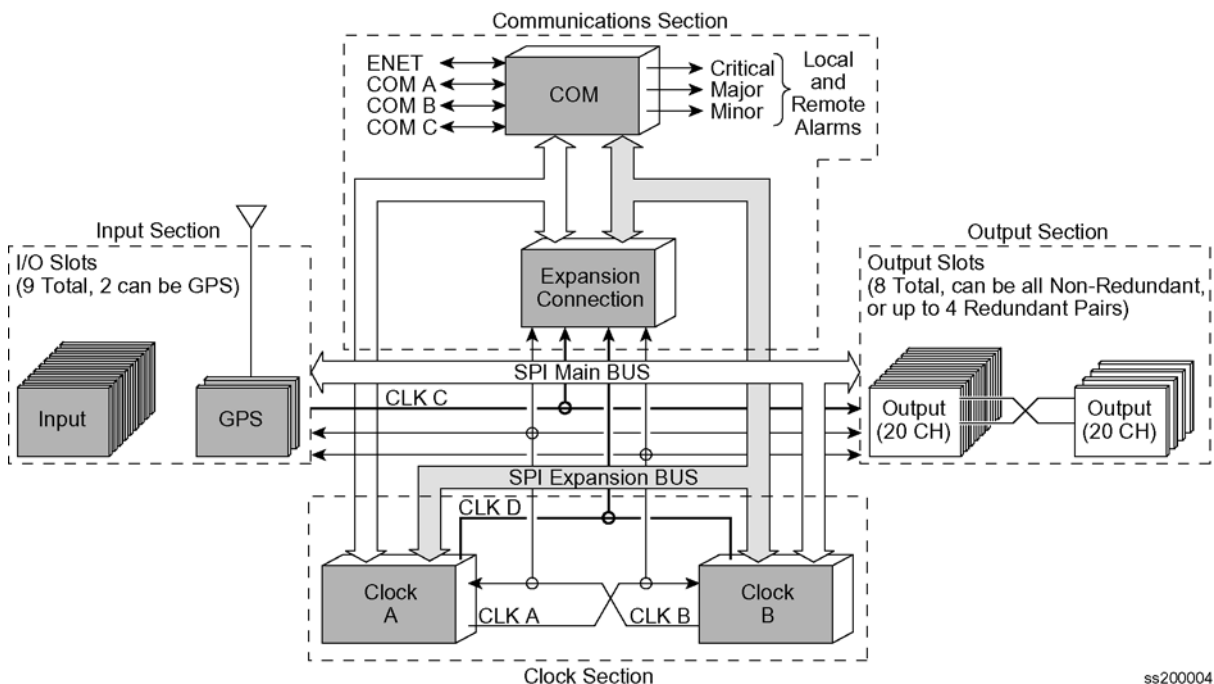 Communications Section
ENET
COM A
COM B
COM C
COM
Critical
Major
Minor
Local
and
Remote
Alarms
Input Section
I/O Slots
(9 Total, 2 can be GPS)
Input
GPS
Expansion
Connection
Output Section
Output Slots
(8 Total, can be all Non-Redundant,
or up to 4 Redundant Pairs)
Output
(20 CH)
Output
(20 CH)
SPI Main BUS
CLK C
SPI Expansion BUS
CLK D
Clock
A
CLK A
CLK B
Clock
B
Clock Section
ss200004